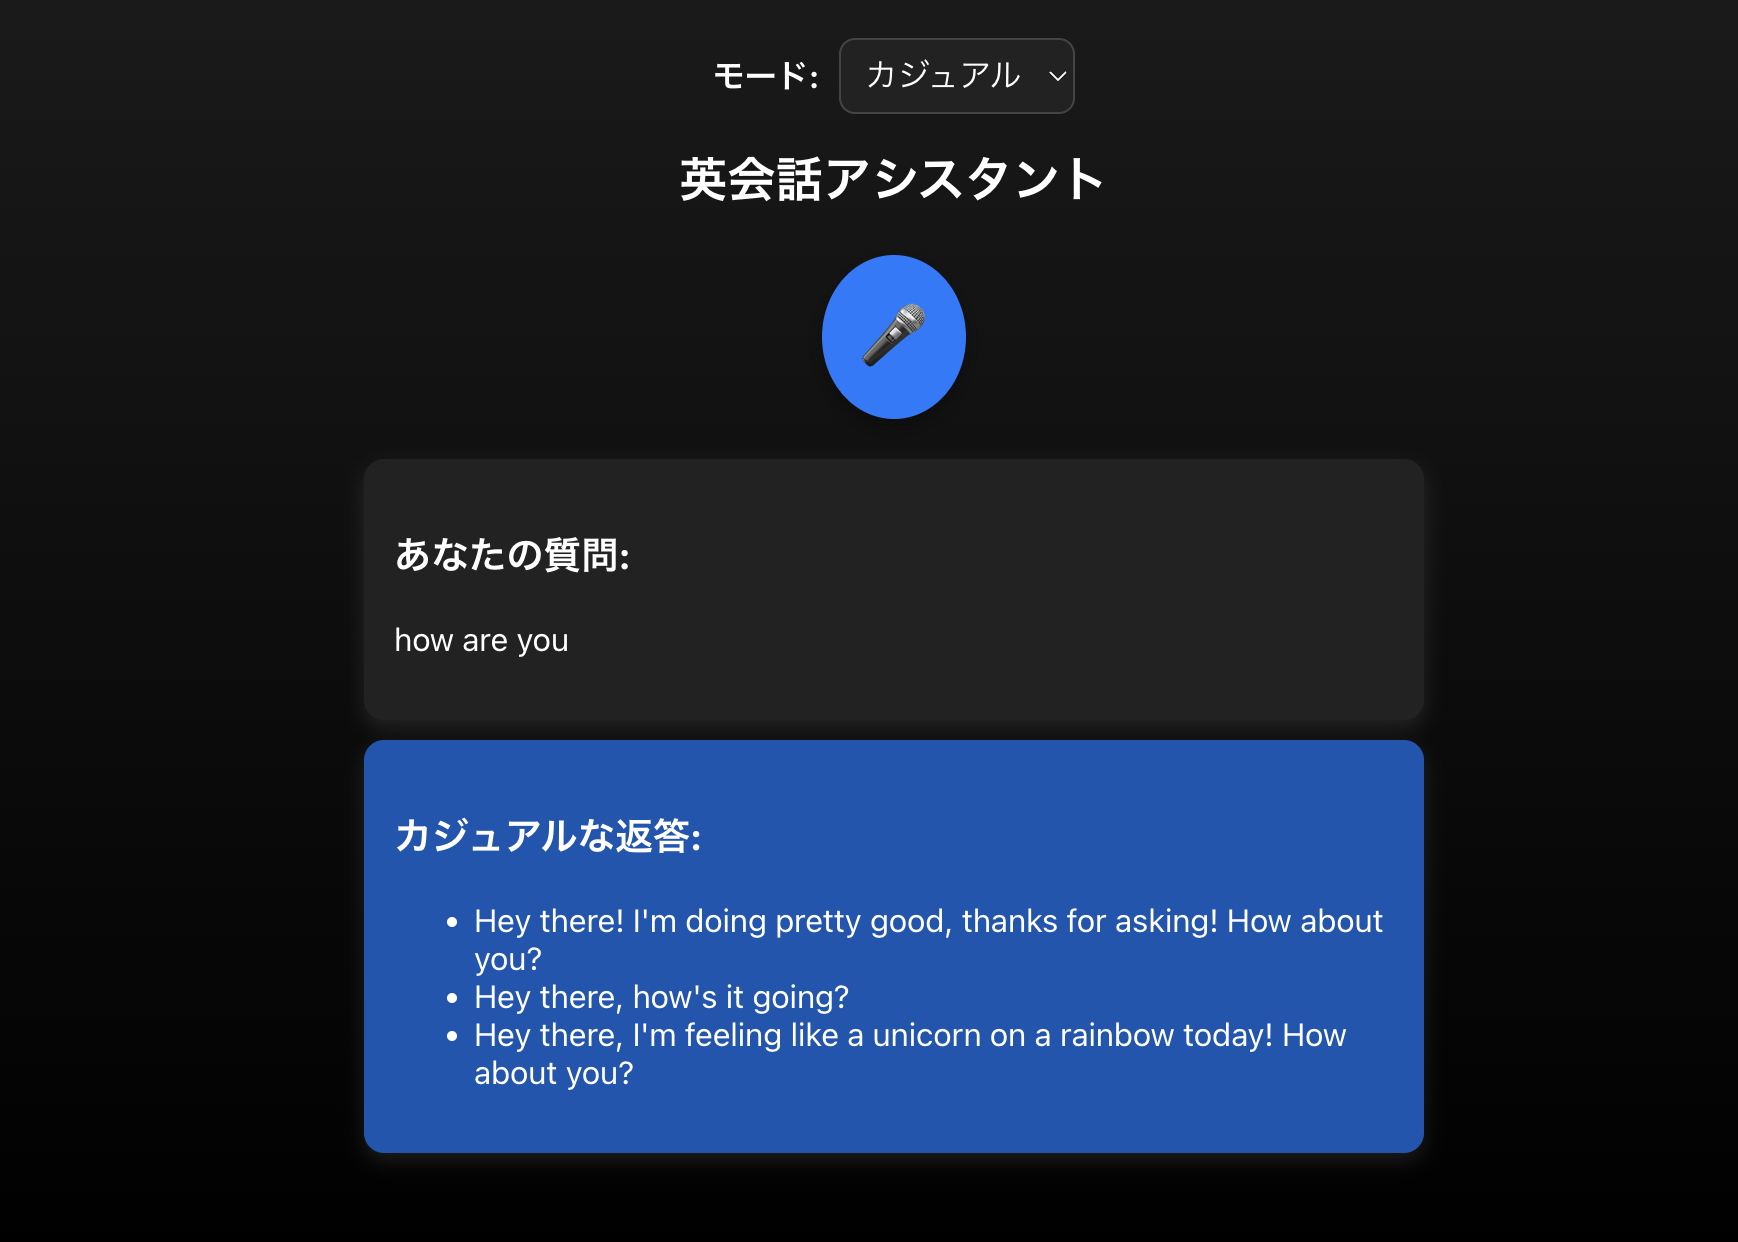 モード:
カジュアル
英会話アシスタント
あなたの質問:
how are you
カジュアルな返答:
• Hey there! I'm doing pretty good, thanks for asking! How about
you?
• Hey there, how's it going?
• Hey there, I'm feeling like a unicorn on a rainbow today! How
about you?